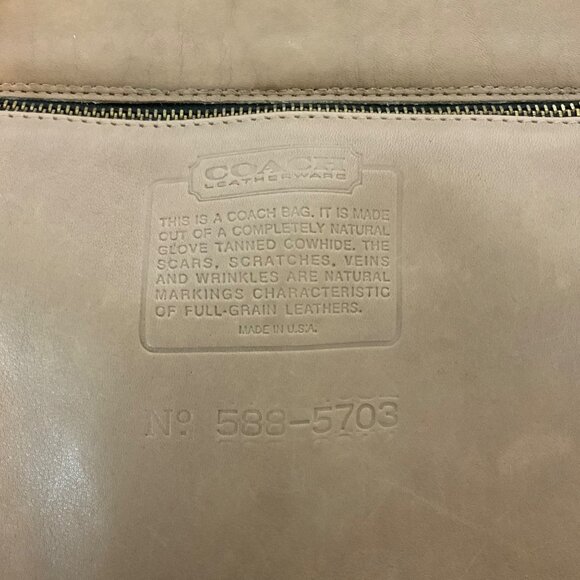 COACH
LEATHERWARE
THIS IS A COACH BAG. IT IS MADE
OUT OF A COMPLETELY NATURAL
GLOVE TANNED COWHIDE. THE
SCARS, SCRATCHES, VEINS
AND WRINKLES ARE NATURAL
MARKINGS CHARACTERISTIC
OF FULL-GRAIN LEATHERS.
MADE IN U.S.A.
Nº 588-5703